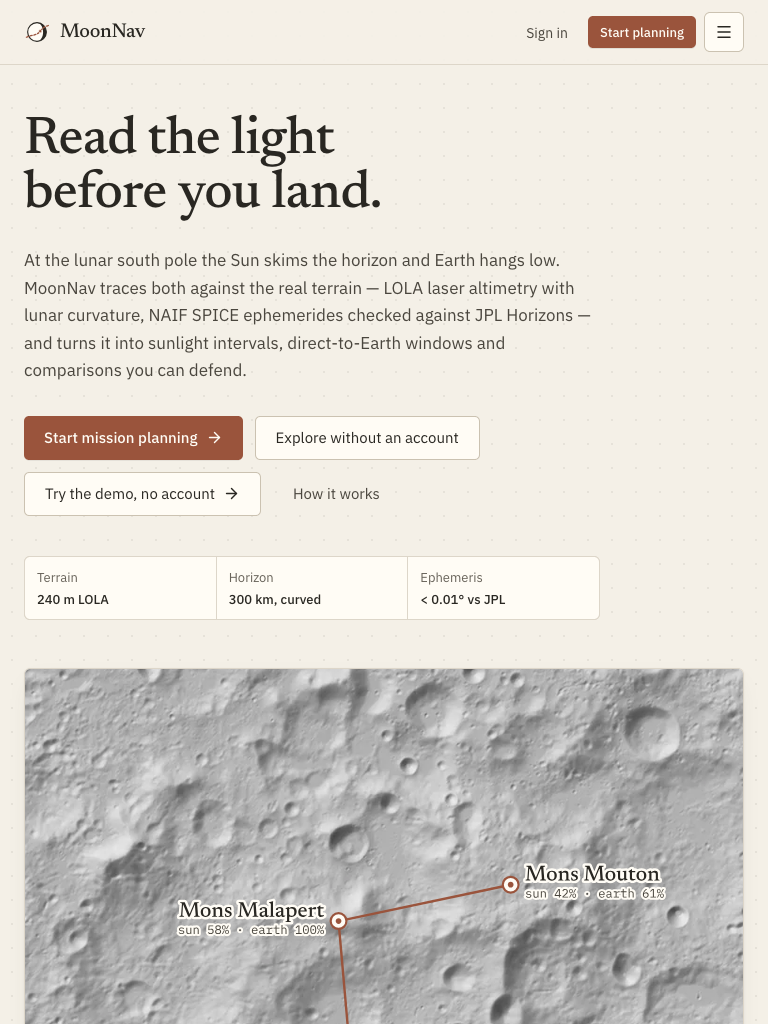 MoonNav
Sign in
Start planning
Read the light
before you land.
At the lunar south pole the Sun skims the horizon and Earth hangs low.
MoonNav traces both against the real terrain — LOLA laser altimetry with
lunar curvature, NAIF SPICE ephemerides checked against JPL Horizons —
and turns it into sunlight intervals, direct-to-Earth windows and
comparisons you can defend.
Start mission planning →
Explore without an account
Try the demo, no account →
How it works
Terrain
240 m LOLA
Horizon
300 km, curved
Ephemeris
< 0.01° vs JPL
Mons Mouton
sun 42% · earth 61%
Mons Malapert
sun 58% · earth 100%